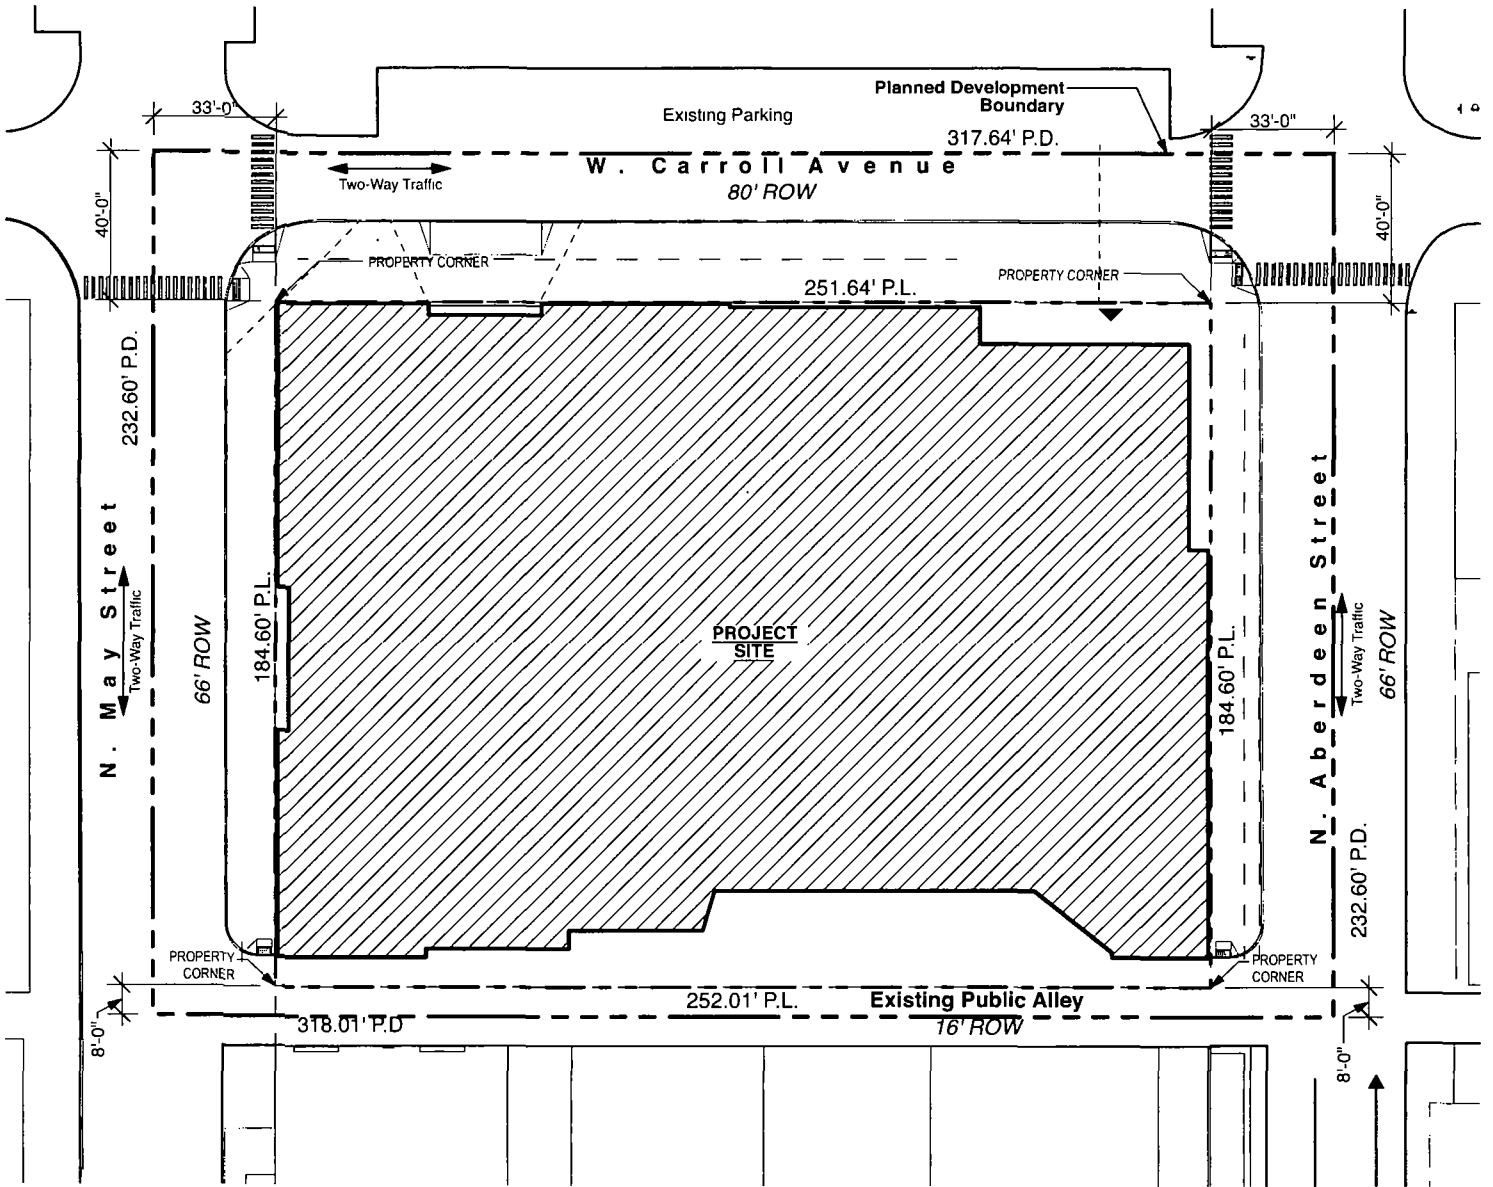 33'-0"
Existing Parking
Planned Development
Boundary
33'-0"
317.64' P.D.
W. Carroll Avenue
Two-Way Traffic
80' ROW
40'-0"
40'-0"
PROPERTY CORNER
PROPERTY CORNER
251.64' P.L.
232.60' P.D.
N. May Street
Two-Way Traffic
66' ROW
184.60' P.L.
PROJECT
SITE
184.60' P.L.
N. Aberdeen Street
Two-Way Traffic
66' ROW
232.60' P.D.
PROPERTY
CORNER
PROPERTY
CORNER
252.01' P.L.
Existing Public Alley
318.01' P.D
16' ROW
8'-0"
8'-0"